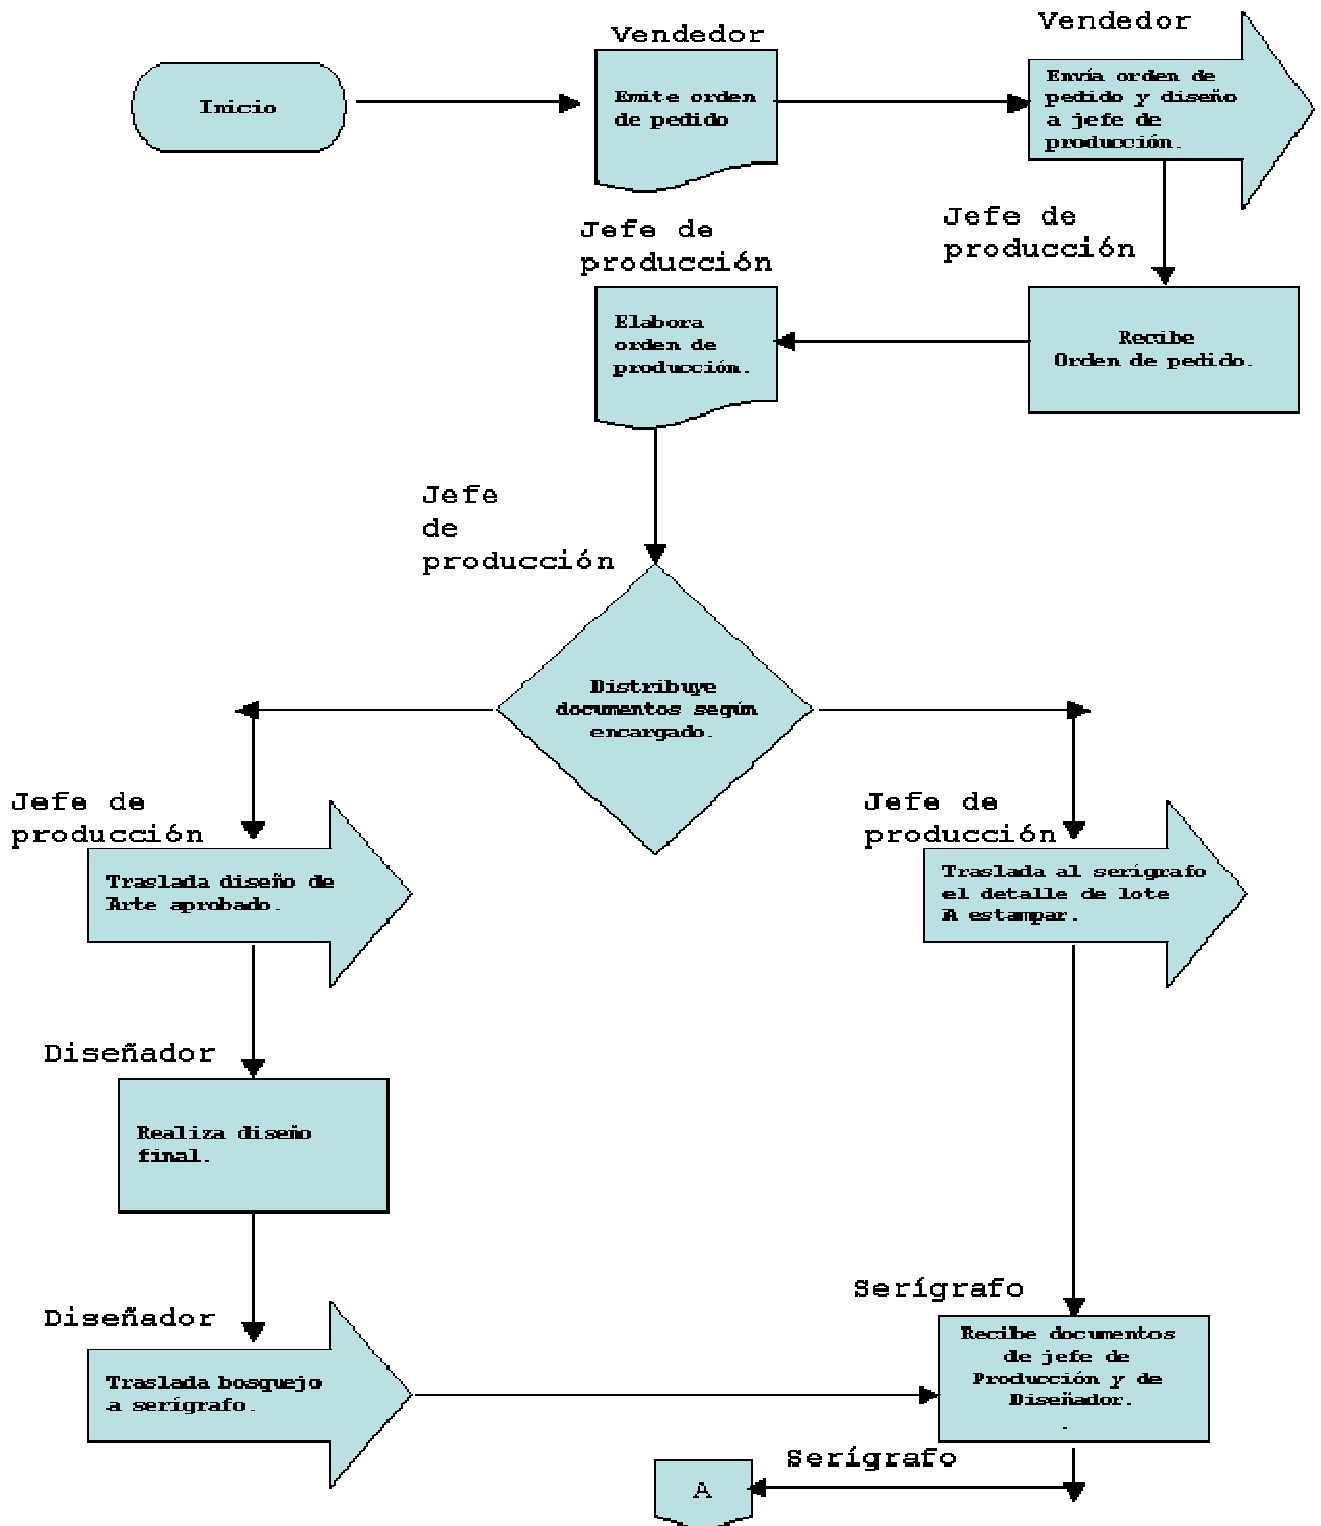 Vendedor
Vendedor
Inicio
Emite orden
de pedido
Envía orden de
pedido y diseño
a jefe de
producción.
Jefe de
producción
Jefe de
producción
Elabora
orden de
producción.
Recibe
Orden de pedido.
Jefe
de
producción
Distribuye
documentos según
encargado.
Jefe de
producción
Jefe de
producción
Traslada diseño de
Arte aprobado.
Traslada al serígrafo
el detalle de lote
A estampar.
Diseñador
Realiza diseño
final.
Serígrafo
Diseñador
Recibe documentos
de jefe de
Producción y de
Diseñador.
.
Traslada bosquejo
a serígrafo.
Serígrafo
A